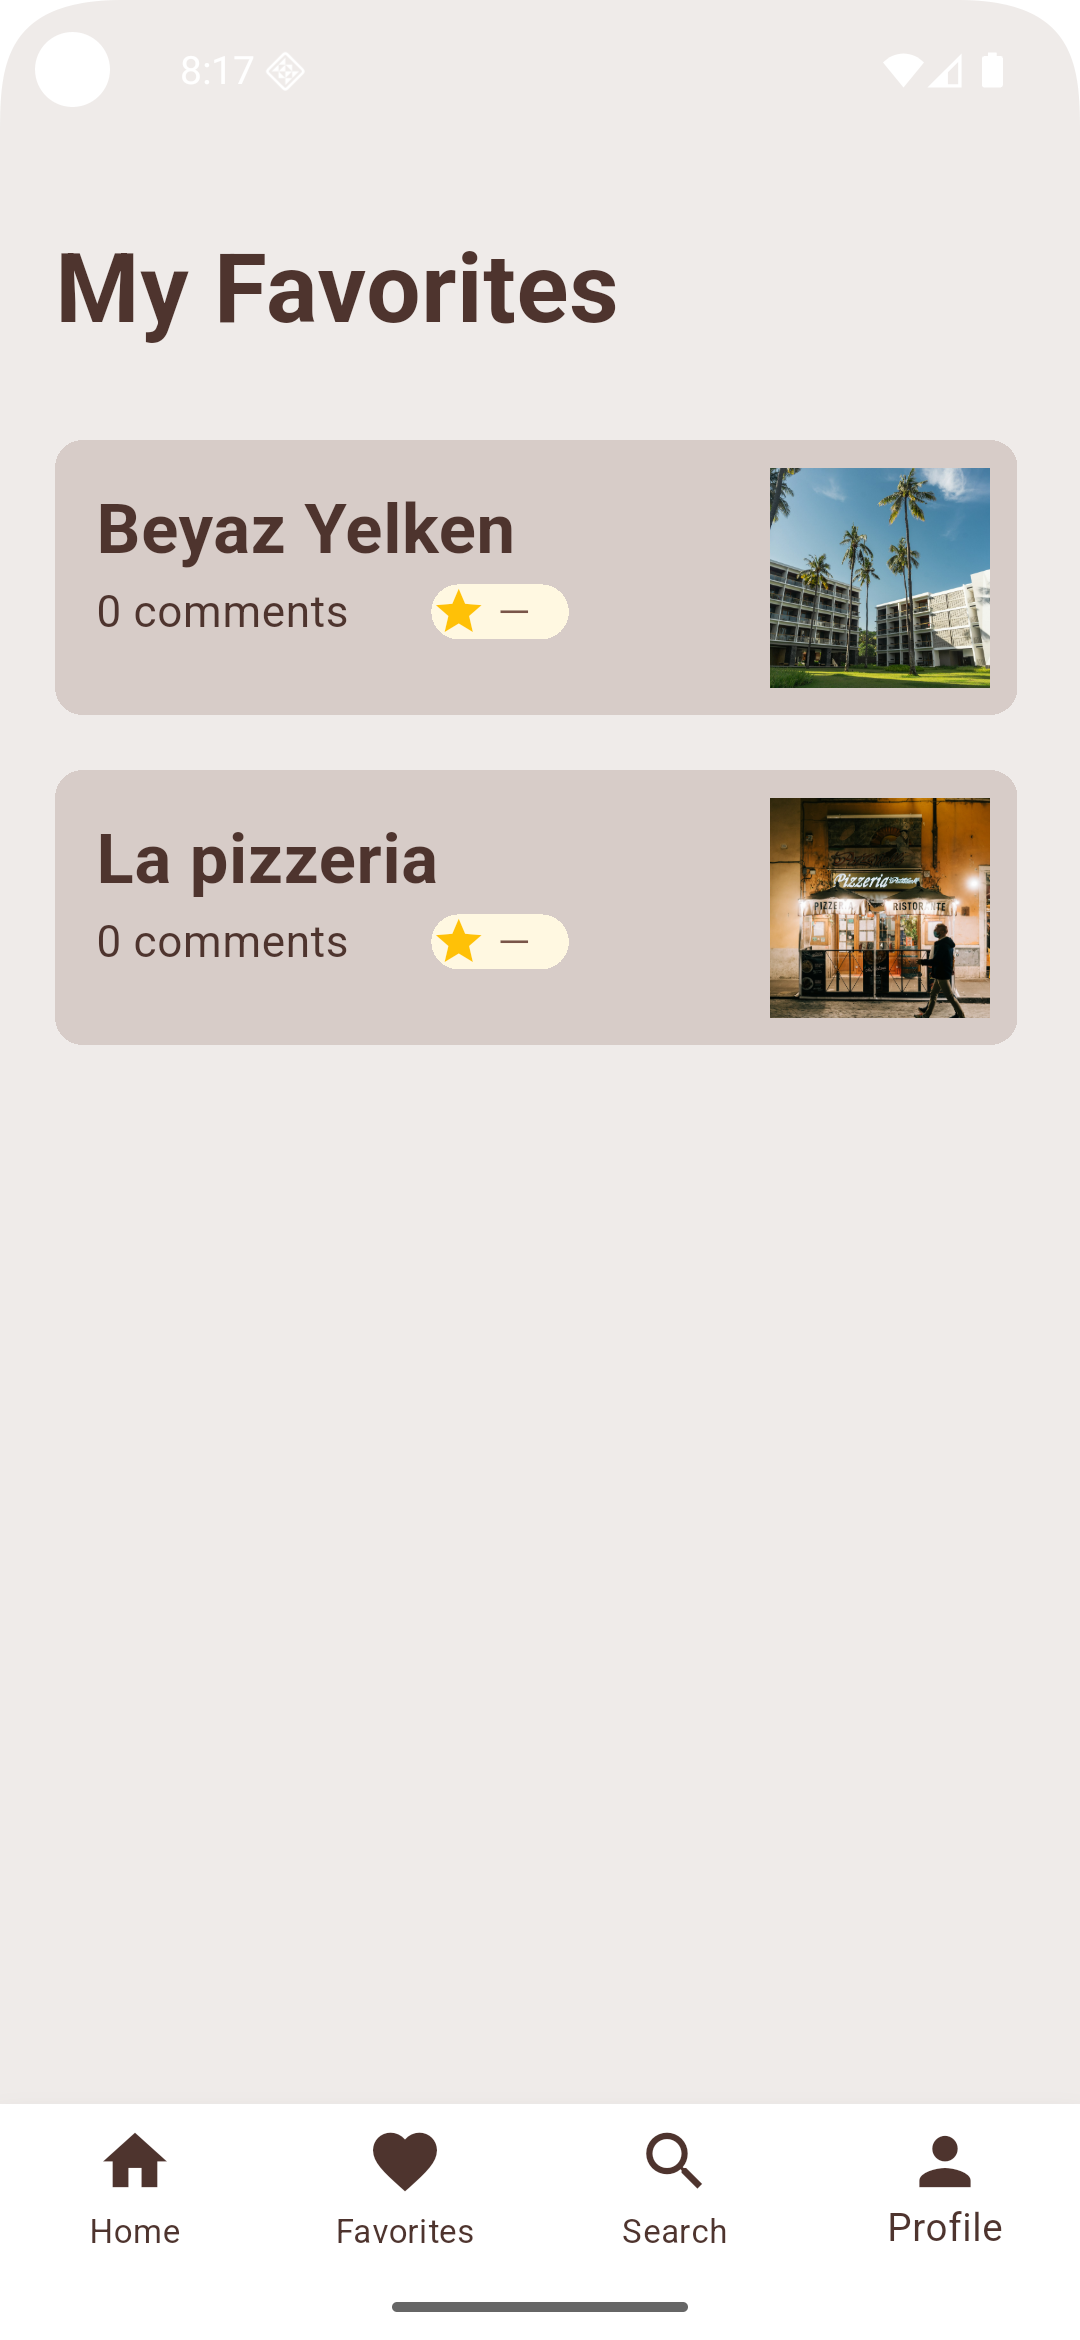 8:17
My Favorites
Beyaz Yelken
0 comments
—
La pizzeria
0 comments
—
Pizzeria
PIZZERIA
RISTORANTE
Home
Favorites
Search
Profile